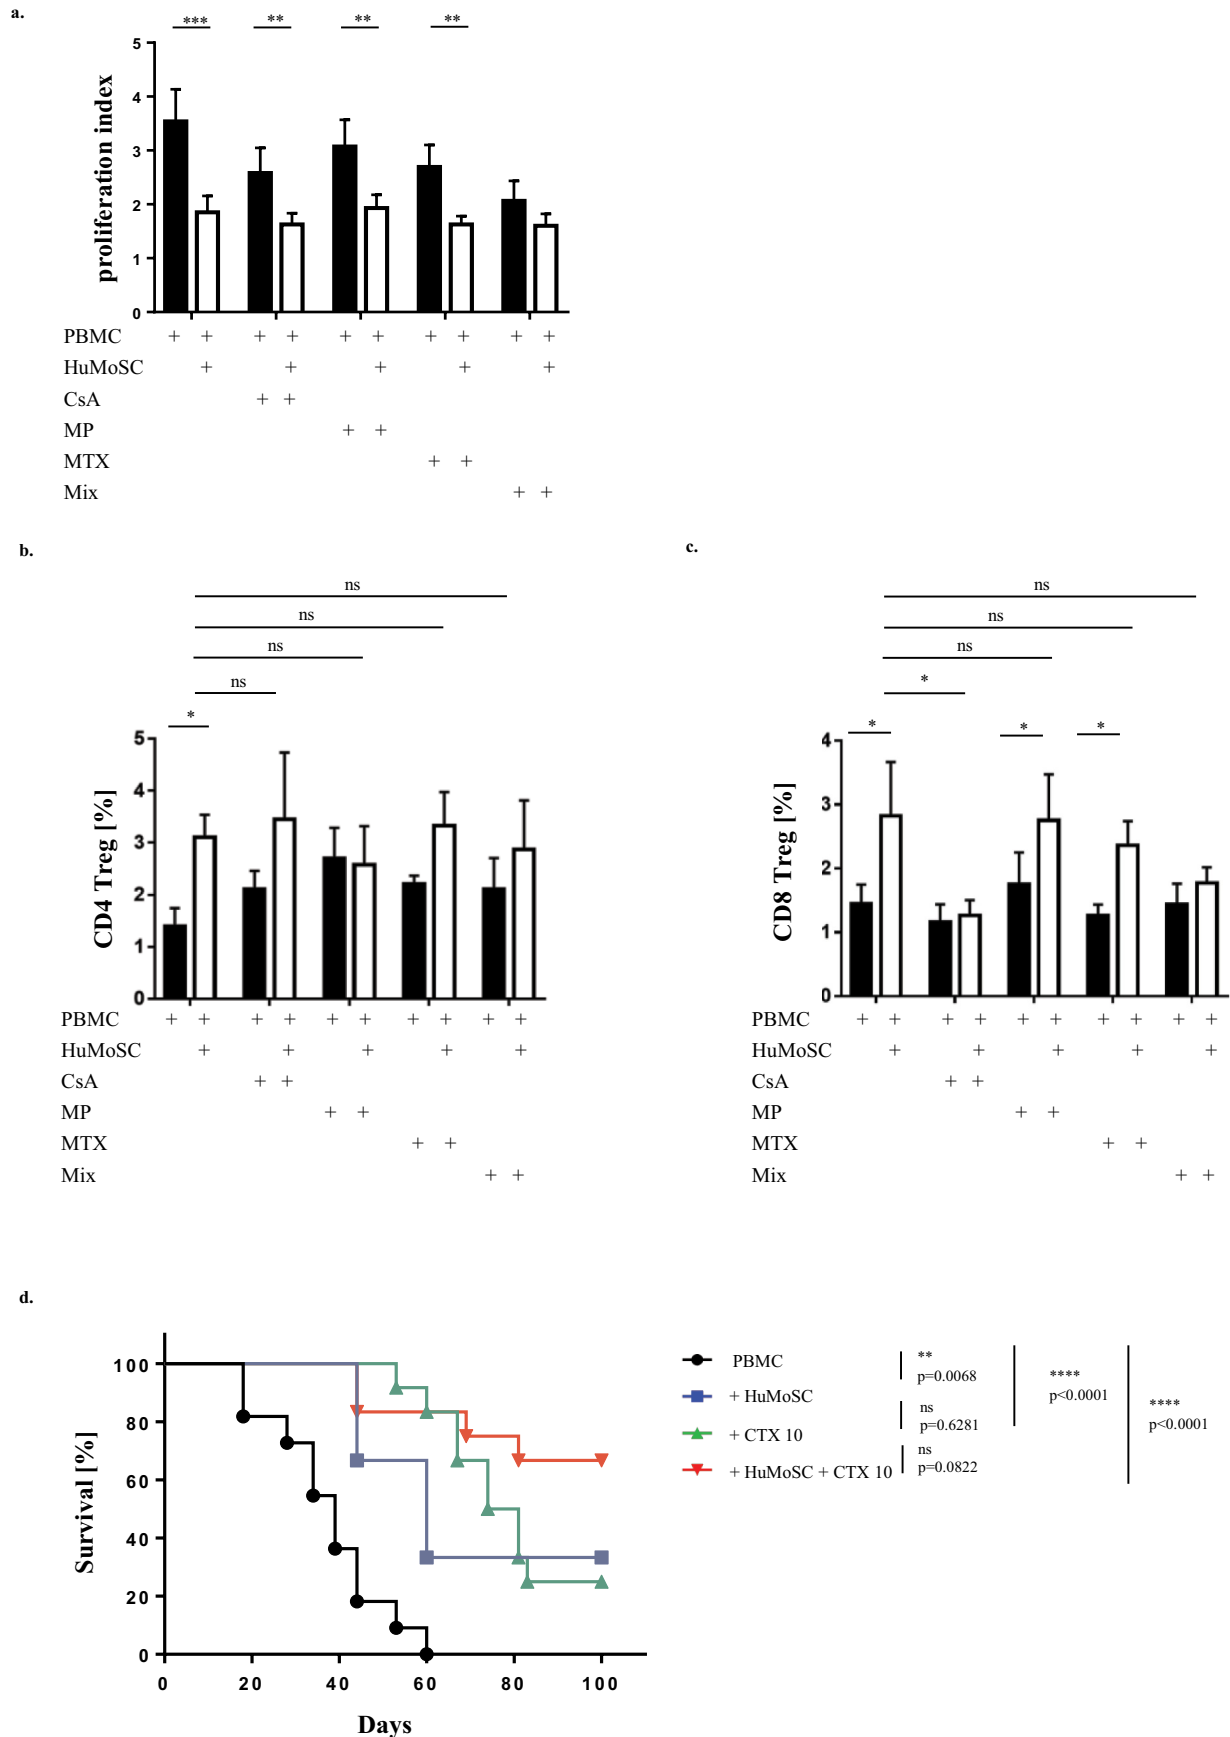 a.
*** ** ** **
proliferation index
5
4
3
2
1
0
PBMC + + + + + + + + + +
HuMoSC + + + + +
CsA + +
MP + +
MTX + +
Mix + +
b.
ns
ns
ns
ns
*
CD4 Treg [%]
5
4
3
2
1
0
PBMC + + + + + + + + + +
HuMoSC + + + + +
CsA + +
MP + +
MTX + +
Mix + +
c.
ns
ns
ns
*
* * *
CD8 Treg [%]
4
3
2
1
0
PBMC + + + + + + + + + +
HuMoSC + + + + +
CsA + +
MP + +
MTX + +
Mix + +
d.
Survival [%]
100
80
60
40
20
0
0 20 40 60 80 100
Days
PBMC
+ HuMoSC
+ CTX 10
+ HuMoSC + CTX 10
**
p=0.0068
ns
p=0.6281
ns
p=0.0822
****
p<0.0001
****
p<0.0001